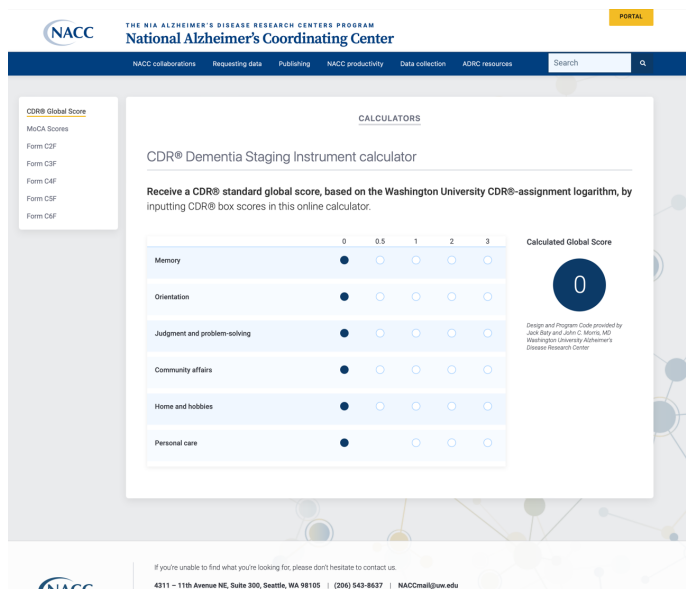 PORTAL
NACC
THE NIA ALZHEIMER'S DISEASE RESEARCH CENTERS PROGRAM
National Alzheimer's Coordinating Center
NACC collaborations Requesting data Publishing NACC productivity Data collection ADRC resources Search
CDR® Global Score
MoCA Scores
Form C2F
Form C3F
Form C4F
Form C5F
Form C6F
CALCULATORS
CDR® Dementia Staging Instrument calculator
Receive a CDR® standard global score, based on the Washington University CDR®-assignment logarithm, by
inputting CDR® box scores in this online calculator.
0 0.5 1 2 3
Memory
Orientation
Judgment and problem-solving
Community affairs
Home and hobbies
Personal care
Calculated Global Score
0
Design and Program Code provided by
Jack Baty and John C. Morris, MD
Washington University Alzheimer's
Disease Research Center
If you're unable to find what you're looking for, please don't hesitate to contact us.
4311 – 11th Avenue NE, Suite 300, Seattle, WA 98105 | (206) 543-8637 | NACCmail@uw.edu
NACC